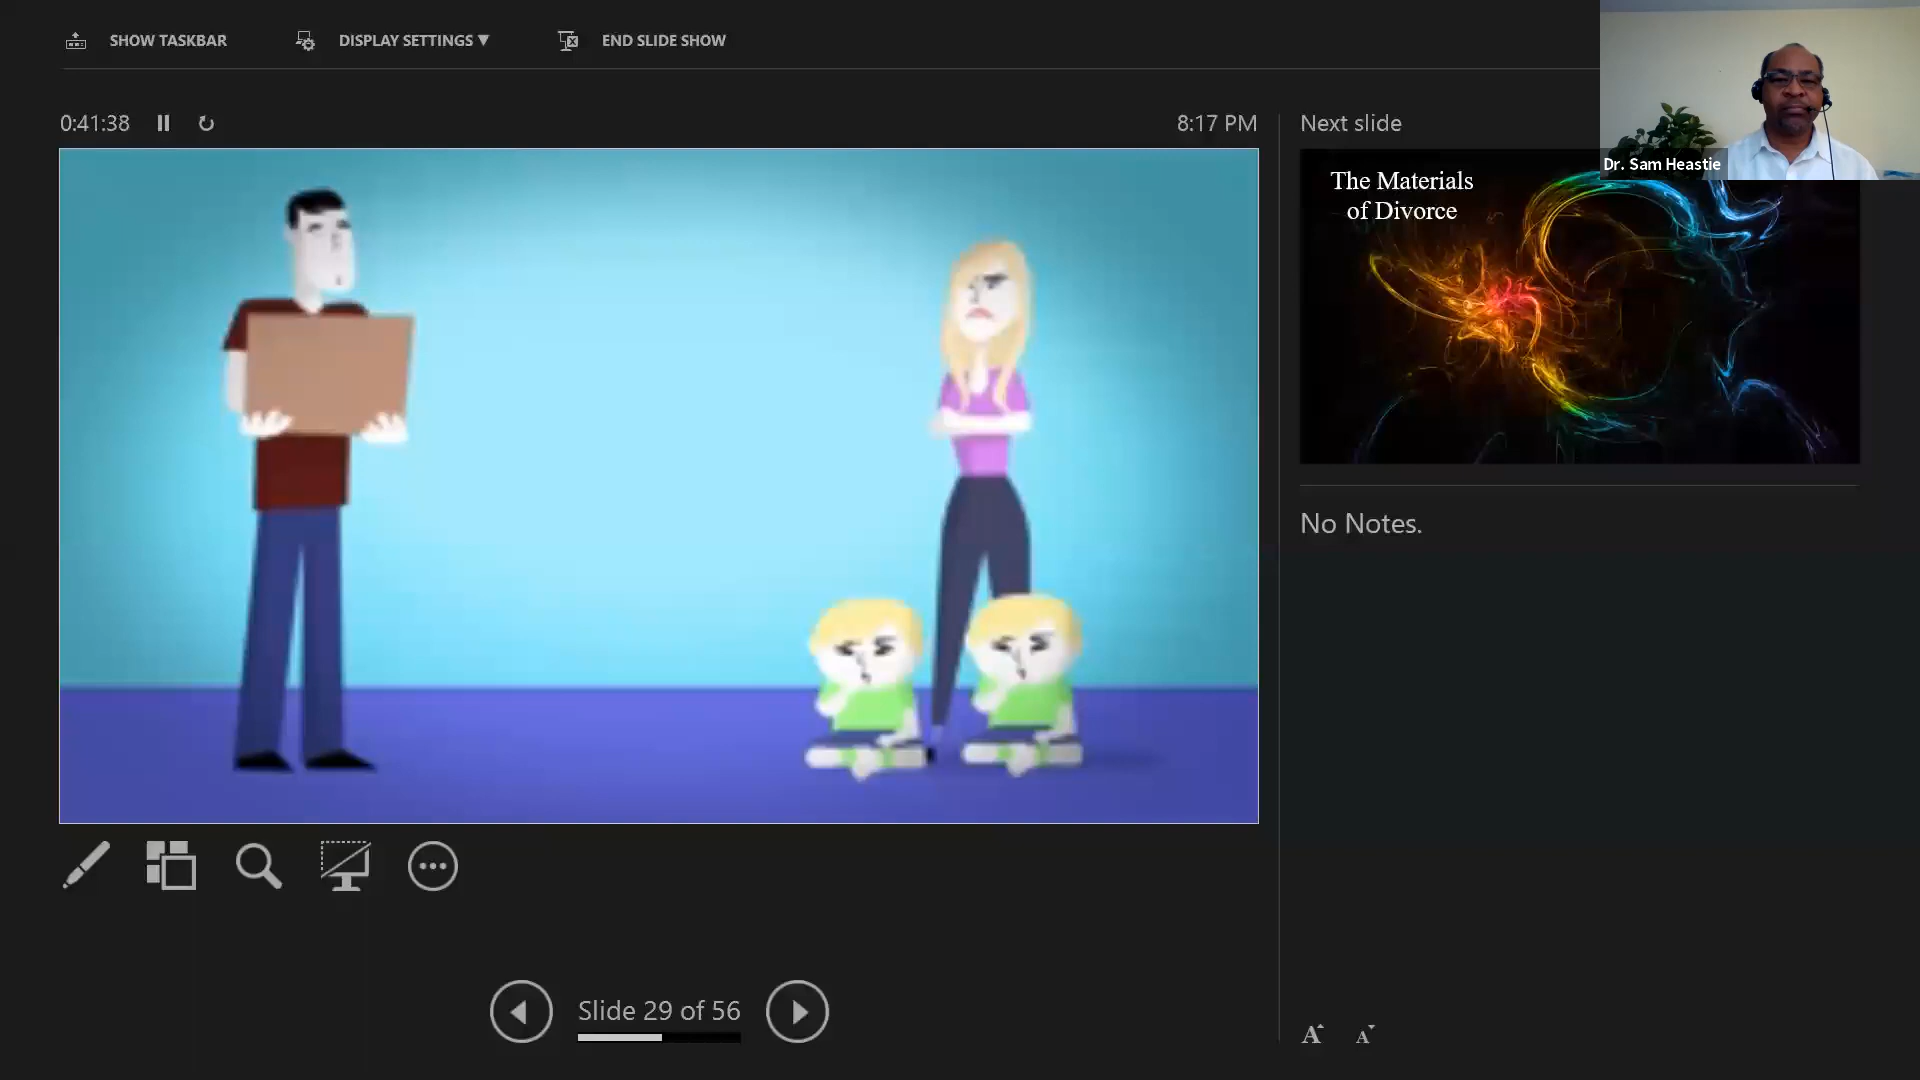 SHOW TASKBAR
DISPLAY SETTINGS ▼
END SLIDE SHOW
0:41:38
8:17 PM
Next slide
Dr. Sam Heastie
The Materials
of Divorce
No Notes.
Slide 29 of 56
A
A